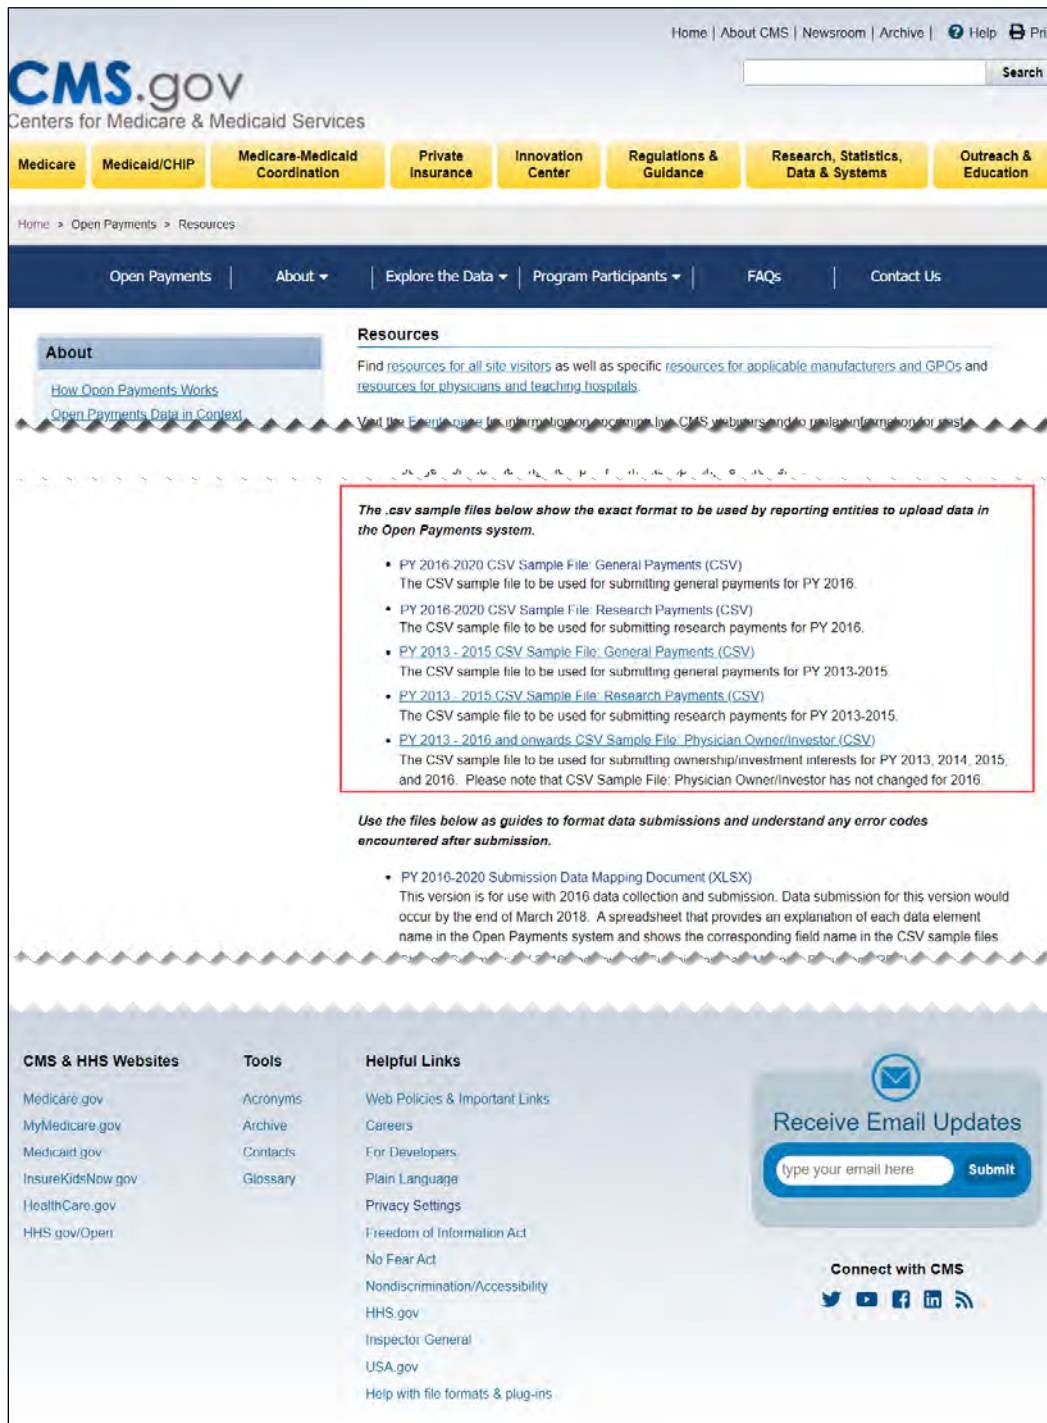 Home | About CMS | Newsroom | Archive | Help Pri
Search
CMS.gov
Centers for Medicare & Medicaid Services
Medicare
Medicaid/CHIP
Medicare-Medicaid
Coordination
Private
Insurance
Innovation
Center
Regulations &
Guidance
Research, Statistics,
Data & Systems
Outreach &
Education
Home > Open Payments > Resources
Open Payments | About | Explore the Data | Program Participants | FAQs | Contact Us
About
How Open Payments Works
Open Payments Data in Context
Resources
Find resources for all site visitors as well as specific resources for applicable manufacturers and GPOs and
resources for physicians and teaching hospitals.
Visit the Events page for information on upcoming live CMS webinars and to replay information for past
The .csv sample files below show the exact format to be used by reporting entities to upload data in
the Open Payments system.
• PY 2016-2020 CSV Sample File: General Payments (CSV)
The CSV sample file to be used for submitting general payments for PY 2016.
• PY 2016-2020 CSV Sample File: Research Payments (CSV)
The CSV sample file to be used for submitting research payments for PY 2016.
• PY 2013 - 2015 CSV Sample File: General Payments (CSV)
The CSV sample file to be used for submitting general payments for PY 2013-2015
• PY 2013 - 2015 CSV Sample File: Research Payments (CSV)
The CSV sample file to be used for submitting research payments for PY 2013-2015.
• PY 2013 - 2016 and onwards CSV Sample File: Physician Owner/Investor (CSV)
The CSV sample file to be used for submitting ownership/investment interests for PY 2013, 2014, 2015,
and 2016. Please note that CSV Sample File: Physician Owner/Investor has not changed for 2016.
Use the files below as guides to format data submissions and understand any error codes
encountered after submission.
• PY 2016-2020 Submission Data Mapping Document (XLSX)
This version is for use with 2016 data collection and submission. Data submission for this version would
occur by the end of March 2018. A spreadsheet that provides an explanation of each data element
name in the Open Payments system and shows the corresponding field name in the CSV sample files
CMS & HHS Websites
Medicare.gov
MyMedicare.gov
Medicaid.gov
InsureKidsNow.gov
HealthCare.gov
HHS.gov/Open
Tools
Acronyms
Archive
Contacts
Glossary
Helpful Links
Web Policies & Important Links
Careers
For Developers
Plain Language
Privacy Settings
Freedom of Information Act
No Fear Act
Nondiscrimination/Accessibility
HHS.gov
Inspector General
USA.gov
Help with file formats & plug-ins
Receive Email Updates
type your email here
Submit
Connect with CMS